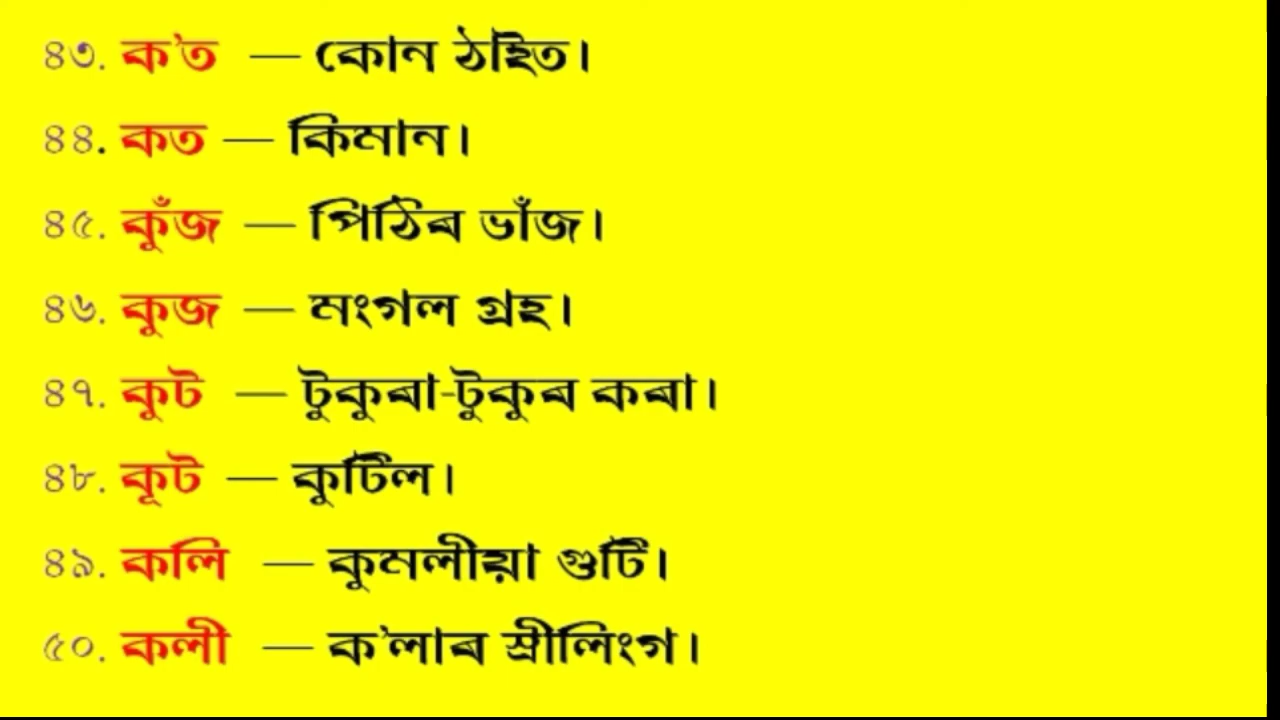 ৪৩. ক'ত — কোন ঠাইত।
৪৪. কত — কিমান।
৪৫. কুঁজ — পিঠিৰ ভাঁজ।
৪৬. কুজ — মংগল গ্ৰহ।
৪৭. কুট — টুকুৰা-টুকুৰ কৰা।
৪৮. কূট — কুটিল।
৪৯. কলি — কুমলীয়া গুটি।
৫০. কলী — ক'লাৰ স্ৰীলিংগ।